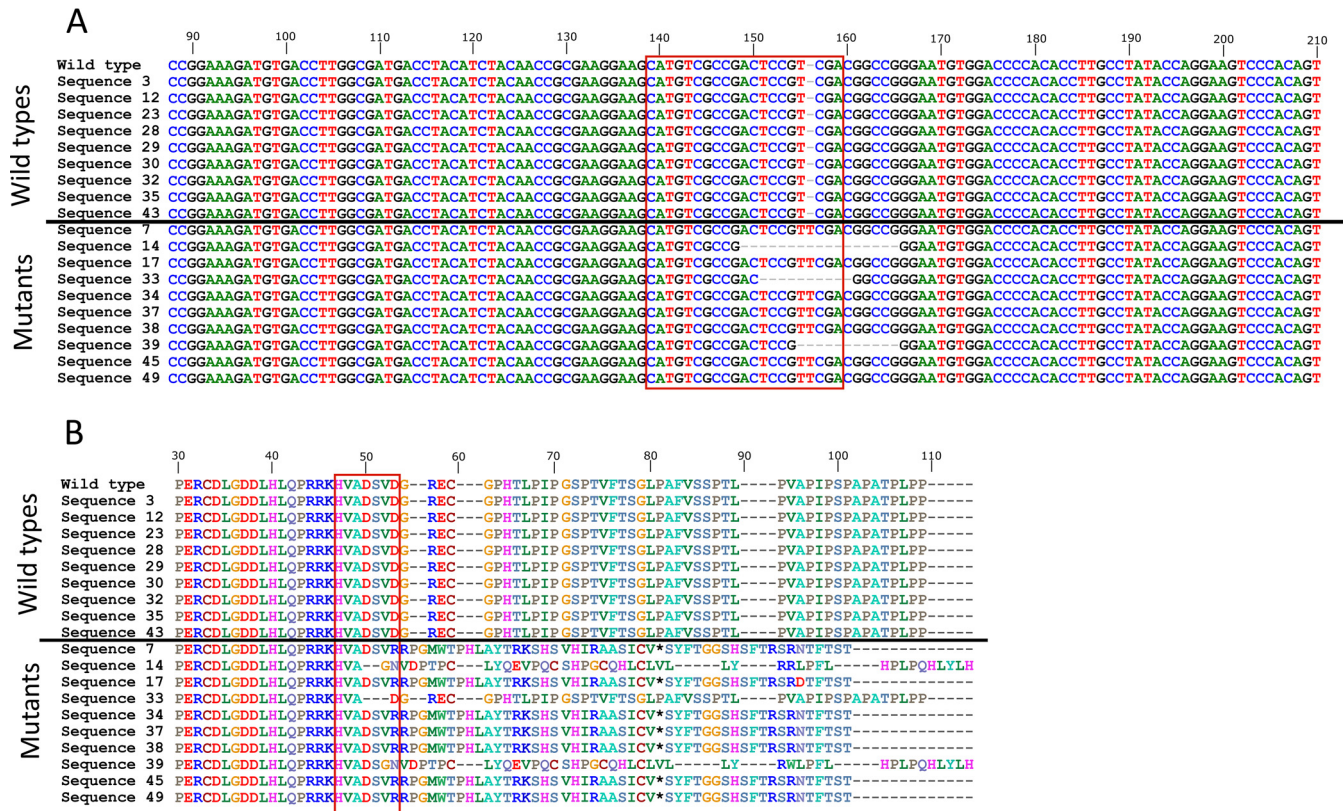 A
90 100 110 120 130 140 150 160 170 180 190 200 210
Wild types
Wild type CCGGAAAGATGTGACCTTGGCGATGACCTACATCTACAACCGCGAAGGAAGCATGTCGCCGACTCCGT-CGACGGCCGGGAATGTGGACCCCACACCTTGCCTATACCAGGAAGTCCCACAGT
Sequence 3 CCGGAAAGATGTGACCTTGGCGATGACCTACATCTACAACCGCGAAGGAAGCATGTCGCCGACTCCGT-CGACGGCCGGGAATGTGGACCCCACACCTTGCCTATACCAGGAAGTCCCACAGT
Sequence 12 CCGGAAAGATGTGACCTTGGCGATGACCTACATCTACAACCGCGAAGGAAGCATGTCGCCGACTCCGT-CGACGGCCGGGAATGTGGACCCCACACCTTGCCTATACCAGGAAGTCCCACAGT
Sequence 23 CCGGAAAGATGTGACCTTGGCGATGACCTACATCTACAACCGCGAAGGAAGCATGTCGCCGACTCCGT-CGACGGCCGGGAATGTGGACCCCACACCTTGCCTATACCAGGAAGTCCCACAGT
Sequence 28 CCGGAAAGATGTGACCTTGGCGATGACCTACATCTACAACCGCGAAGGAAGCATGTCGCCGACTCCGT-CGACGGCCGGGAATGTGGACCCCACACCTTGCCTATACCAGGAAGTCCCACAGT
Sequence 29 CCGGAAAGATGTGACCTTGGCGATGACCTACATCTACAACCGCGAAGGAAGCATGTCGCCGACTCCGT-CGACGGCCGGGAATGTGGACCCCACACCTTGCCTATACCAGGAAGTCCCACAGT
Sequence 30 CCGGAAAGATGTGACCTTGGCGATGACCTACATCTACAACCGCGAAGGAAGCATGTCGCCGACTCCGT-CGACGGCCGGGAATGTGGACCCCACACCTTGCCTATACCAGGAAGTCCCACAGT
Sequence 32 CCGGAAAGATGTGACCTTGGCGATGACCTACATCTACAACCGCGAAGGAAGCATGTCGCCGACTCCGT-CGACGGCCGGGAATGTGGACCCCACACCTTGCCTATACCAGGAAGTCCCACAGT
Sequence 35 CCGGAAAGATGTGACCTTGGCGATGACCTACATCTACAACCGCGAAGGAAGCATGTCGCCGACTCCGT-CGACGGCCGGGAATGTGGACCCCACACCTTGCCTATACCAGGAAGTCCCACAGT
Sequence 43 CCGGAAAGATGTGACCTTGGCGATGACCTACATCTACAACCGCGAAGGAAGCATGTCGCCGACTCCGT-CGACGGCCGGGAATGTGGACCCCACACCTTGCCTATACCAGGAAGTCCCACAGT
Mutants
Sequence 7 CCGGAAAGATGTGACCTTGGCGATGACCTACATCTACAACCGCGAAGGAAGCATGTCGCCGACTCCGTTCGACGGCCGGGAATGTGGACCCCACACCTTGCCTATACCAGGAAGTCCCACAGT
Sequence 14 CCGGAAAGATGTGACCTTGGCGATGACCTACATCTACAACCGCGAAGGAAGCATGTCGCCG-----------------GGAATGTGGACCCCACACCTTGCCTATACCAGGAAGTCCCACAGT
Sequence 17 CCGGAAAGATGTGACCTTGGCGATGACCTACATCTACAACCGCGAAGGAAGCATGTCGCCGACTCCGTTCGACGGCCGGGAATGTGGACCCCACACCTTGCCTATACCAGGAAGTCCCACAGT
Sequence 33 CCGGAAAGATGTGACCTTGGCGATGACCTACATCTACAACCGCGAAGGAAGCATGTCGCCGAC----------GGCCGGGAATGTGGACCCCACACCTTGCCTATACCAGGAAGTCCCACAGT
Sequence 34 CCGGAAAGATGTGACCTTGGCGATGACCTACATCTACAACCGCGAAGGAAGCATGTCGCCGACTCCGTTCGACGGCCGGGAATGTGGACCCCACACCTTGCCTATACCAGGAAGTCCCACAGT
Sequence 37 CCGGAAAGATGTGACCTTGGCGATGACCTACATCTACAACCGCGAAGGAAGCATGTCGCCGACTCCGTTCGACGGCCGGGAATGTGGACCCCACACCTTGCCTATACCAGGAAGTCCCACAGT
Sequence 38 CCGGAAAGATGTGACCTTGGCGATGACCTACATCTACAACCGCGAAGGAAGCATGTCGCCGACTCCGTTCGACGGCCGGGAATGTGGACCCCACACCTTGCCTATACCAGGAAGTCCCACAGT
Sequence 39 CCGGAAAGATGTGACCTTGGCGATGACCTACATCTACAACCGCGAAGGAAGCATGTCGCCGACTCCG-----------GGAATGTGGACCCCACACCTTGCCTATACCAGGAAGTCCCACAGT
Sequence 45 CCGGAAAGATGTGACCTTGGCGATGACCTACATCTACAACCGCGAAGGAAGCATGTCGCCGACTCCGTTCGACGGCCGGGAATGTGGACCCCACACCTTGCCTATACCAGGAAGTCCCACAGT
Sequence 49 CCGGAAAGATGTGACCTTGGCGATGACCTACATCTACAACCGCGAAGGAAGCATGTCGCCGACTCCGTTCGACGGCCGGGAATGTGGACCCCACACCTTGCCTATACCAGGAAGTCCCACAGT
B
30 40 50 60 70 80 90 100 110
Wild types
Wild type PERCDLGDDLHLQPRRKHVADSVDG--REC---GPHTLPIPGSPTVFTSGLPAFVSSPTL----PVAPIPSPAPATPLPP-----
Sequence 3 PERCDLGDDLHLQPRRKHVADSVDG--REC---GPHTLPIPGSPTVFTSGLPAFVSSPTL----PVAPIPSPAPATPLPP-----
Sequence 12 PERCDLGDDLHLQPRRKHVADSVDG--REC---GPHTLPIPGSPTVFTSGLPAFVSSPTL----PVAPIPSPAPATPLPP-----
Sequence 23 PERCDLGDDLHLQPRRKHVADSVDG--REC---GPHTLPIPGSPTVFTSGLPAFVSSPTL----PVAPIPSPAPATPLPP-----
Sequence 28 PERCDLGDDLHLQPRRKHVADSVDG--REC---GPHTLPIPGSPTVFTSGLPAFVSSPTL----PVAPIPSPAPATPLPP-----
Sequence 29 PERCDLGDDLHLQPRRKHVADSVDG--REC---GPHTLPIPGSPTVFTSGLPAFVSSPTL----PVAPIPSPAPATPLPP-----
Sequence 30 PERCDLGDDLHLQPRRKHVADSVDG--REC---GPHTLPIPGSPTVFTSGLPAFVSSPTL----PVAPIPSPAPATPLPP-----
Sequence 32 PERCDLGDDLHLQPRRKHVADSVDG--REC---GPHTLPIPGSPTVFTSGLPAFVSSPTL----PVAPIPSPAPATPLPP-----
Sequence 35 PERCDLGDDLHLQPRRKHVADSVDG--REC---GPHTLPIPGSPTVFTSGLPAFVSSPTL----PVAPIPSPAPATPLPP-----
Sequence 43 PERCDLGDDLHLQPRRKHVADSVDG--REC---GPHTLPIPGSPTVFTSGLPAFVSSPTL----PVAPIPSPAPATPLPP-----
Mutants
Sequence 7 PERCDLGDDLHLQPRRKHVADSVRRPGMWTPHLAYTRKSHSVHIRAASICV*SYFTGGSHSFTRSRNTFTST-------------
Sequence 14 PERCDLGDDLHLQPRRKHVA--GNVDPTPC---LYQEVPQCSHPGCQHLCLVL-----LY----RRLPFL-----HPLPQHLYLH
Sequence 17 PERCDLGDDLHLQPRRKHVADSVRRPGMWTPHLAYTRKSHSVHIRAASICV*SYFTGGSHSFTRSRDTFTST-------------
Sequence 33 PERCDLGDDLHLQPRRKHVA---DG--REC---GPHTLPIPGSPTVFTSGLPAFVSSPTL----PVAPIPSPAPATPLPP-----
Sequence 34 PERCDLGDDLHLQPRRKHVADSVRRPGMWTPHLAYTRKSHSVHIRAASICV*SYFTGGSHSFTRSRNTFTST-------------
Sequence 37 PERCDLGDDLHLQPRRKHVADSVRRPGMWTPHLAYTRKSHSVHIRAASICV*SYFTGGSHSFTRSRNTFTST-------------
Sequence 38 PERCDLGDDLHLQPRRKHVADSVRRPGMWTPHLAYTRKSHSVHIRAASICV*SYFTGGSHSFTRSRNTFTST-------------
Sequence 39 PERCDLGDDLHLQPRRKHVADSGNVDPTPC---LYQEVPQCSHPGCQHLCLVL-----LY----RWLPFL-----HPLPQHLYLH
Sequence 45 PERCDLGDDLHLQPRRKHVADSVRRPGMWTPHLAYTRKSHSVHIRAASICV*SYFTGGSHSFTRSRNTFTST-------------
Sequence 49 PERCDLGDDLHLQPRRKHVADSVRRPGMWTPHLAYTRKSHSVHIRAASICV*SYFTGGSHSFTRSRNTFTST-------------